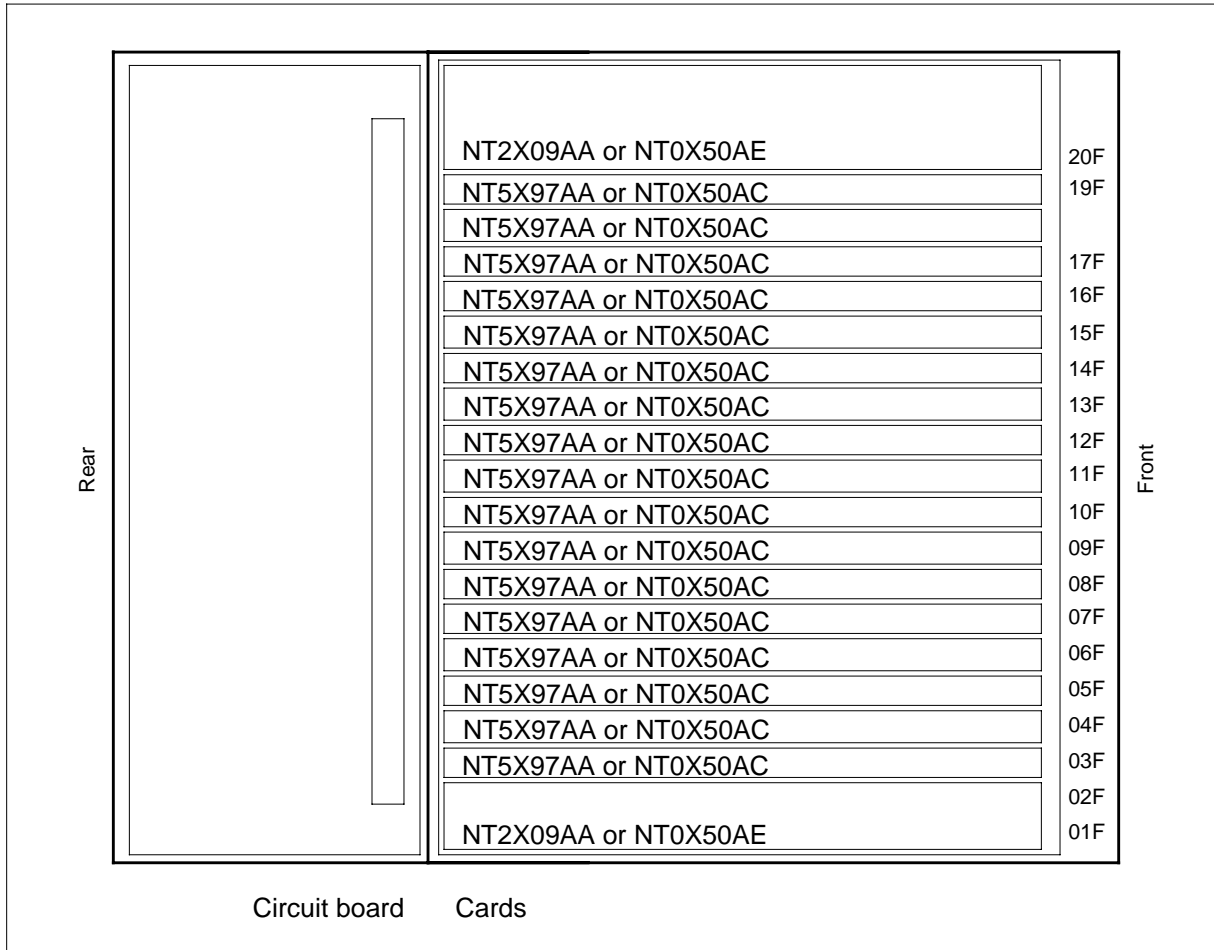 NT2X09AA or NT0X50AE 20F
NT5X97AA or NT0X50AC 19F
NT5X97AA or NT0X50AC
NT5X97AA or NT0X50AC 17F
NT5X97AA or NT0X50AC 16F
NT5X97AA or NT0X50AC 15F
NT5X97AA or NT0X50AC 14F
NT5X97AA or NT0X50AC 13F
NT5X97AA or NT0X50AC 12F
NT5X97AA or NT0X50AC 11F
NT5X97AA or NT0X50AC 10F
NT5X97AA or NT0X50AC 09F
NT5X97AA or NT0X50AC 08F
NT5X97AA or NT0X50AC 07F
NT5X97AA or NT0X50AC 06F
NT5X97AA or NT0X50AC 05F
NT5X97AA or NT0X50AC 04F
NT5X97AA or NT0X50AC 03F
02F
NT2X09AA or NT0X50AE 01F
Rear
Front
Circuit board Cards